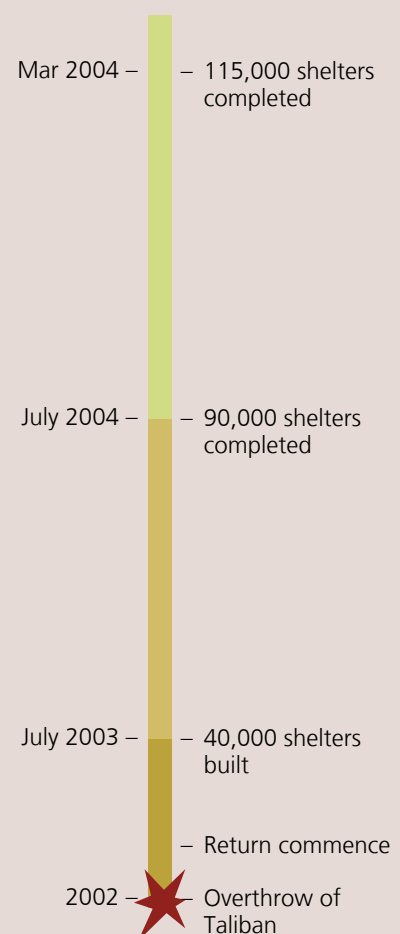 Mar 2004 – – 115,000 shelters
completed
July 2004 – – 90,000 shelters
completed
July 2003 – – 40,000 shelters
built
– Return commence
2002 – – Overthrow of
Taliban